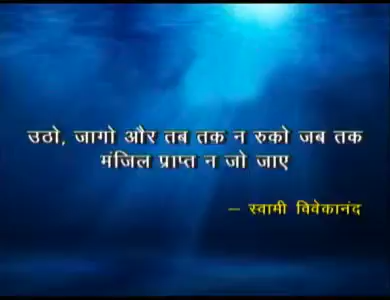 उठो, जागो और तब तक न रुको जब तक
मंजिल प्राप्त न जो जाए
– स्वामी विवेकानंद